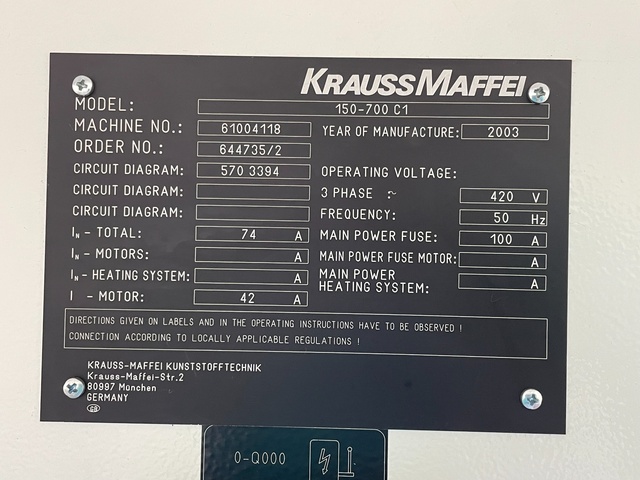 KRAUSSMAFFEI
MODEL: 150-700 C1
MACHINE NO.: 61004118 YEAR OF MANUFACTURE: 2003
ORDER NO.: 644735/2
CIRCUIT DIAGRAM: 570 3394 OPERATING VOLTAGE:
CIRCUIT DIAGRAM: 3 PHASE ~ 420 V
CIRCUIT DIAGRAM: FREQUENCY: 50 Hz
IN - TOTAL: 74 A MAIN POWER FUSE: 100 A
IN - MOTORS: A MAIN POWER FUSE MOTOR: A
IN - HEATING SYSTEM: A MAIN POWER HEATING SYSTEM: A
I - MOTOR: 42 A
DIRECTIONS GIVEN ON LABELS AND IN THE OPERATING INSTRUCTIONS HAVE TO BE OBSERVED !
CONNECTION ACCORDING TO LOCALLY APPLICABLE REGULATIONS !
KRAUSS-MAFFEI KUNSTSTOFFTECHNIK
Krauss-Maffei-Str.2
80997 München
GERMANY
GB
0-Q000